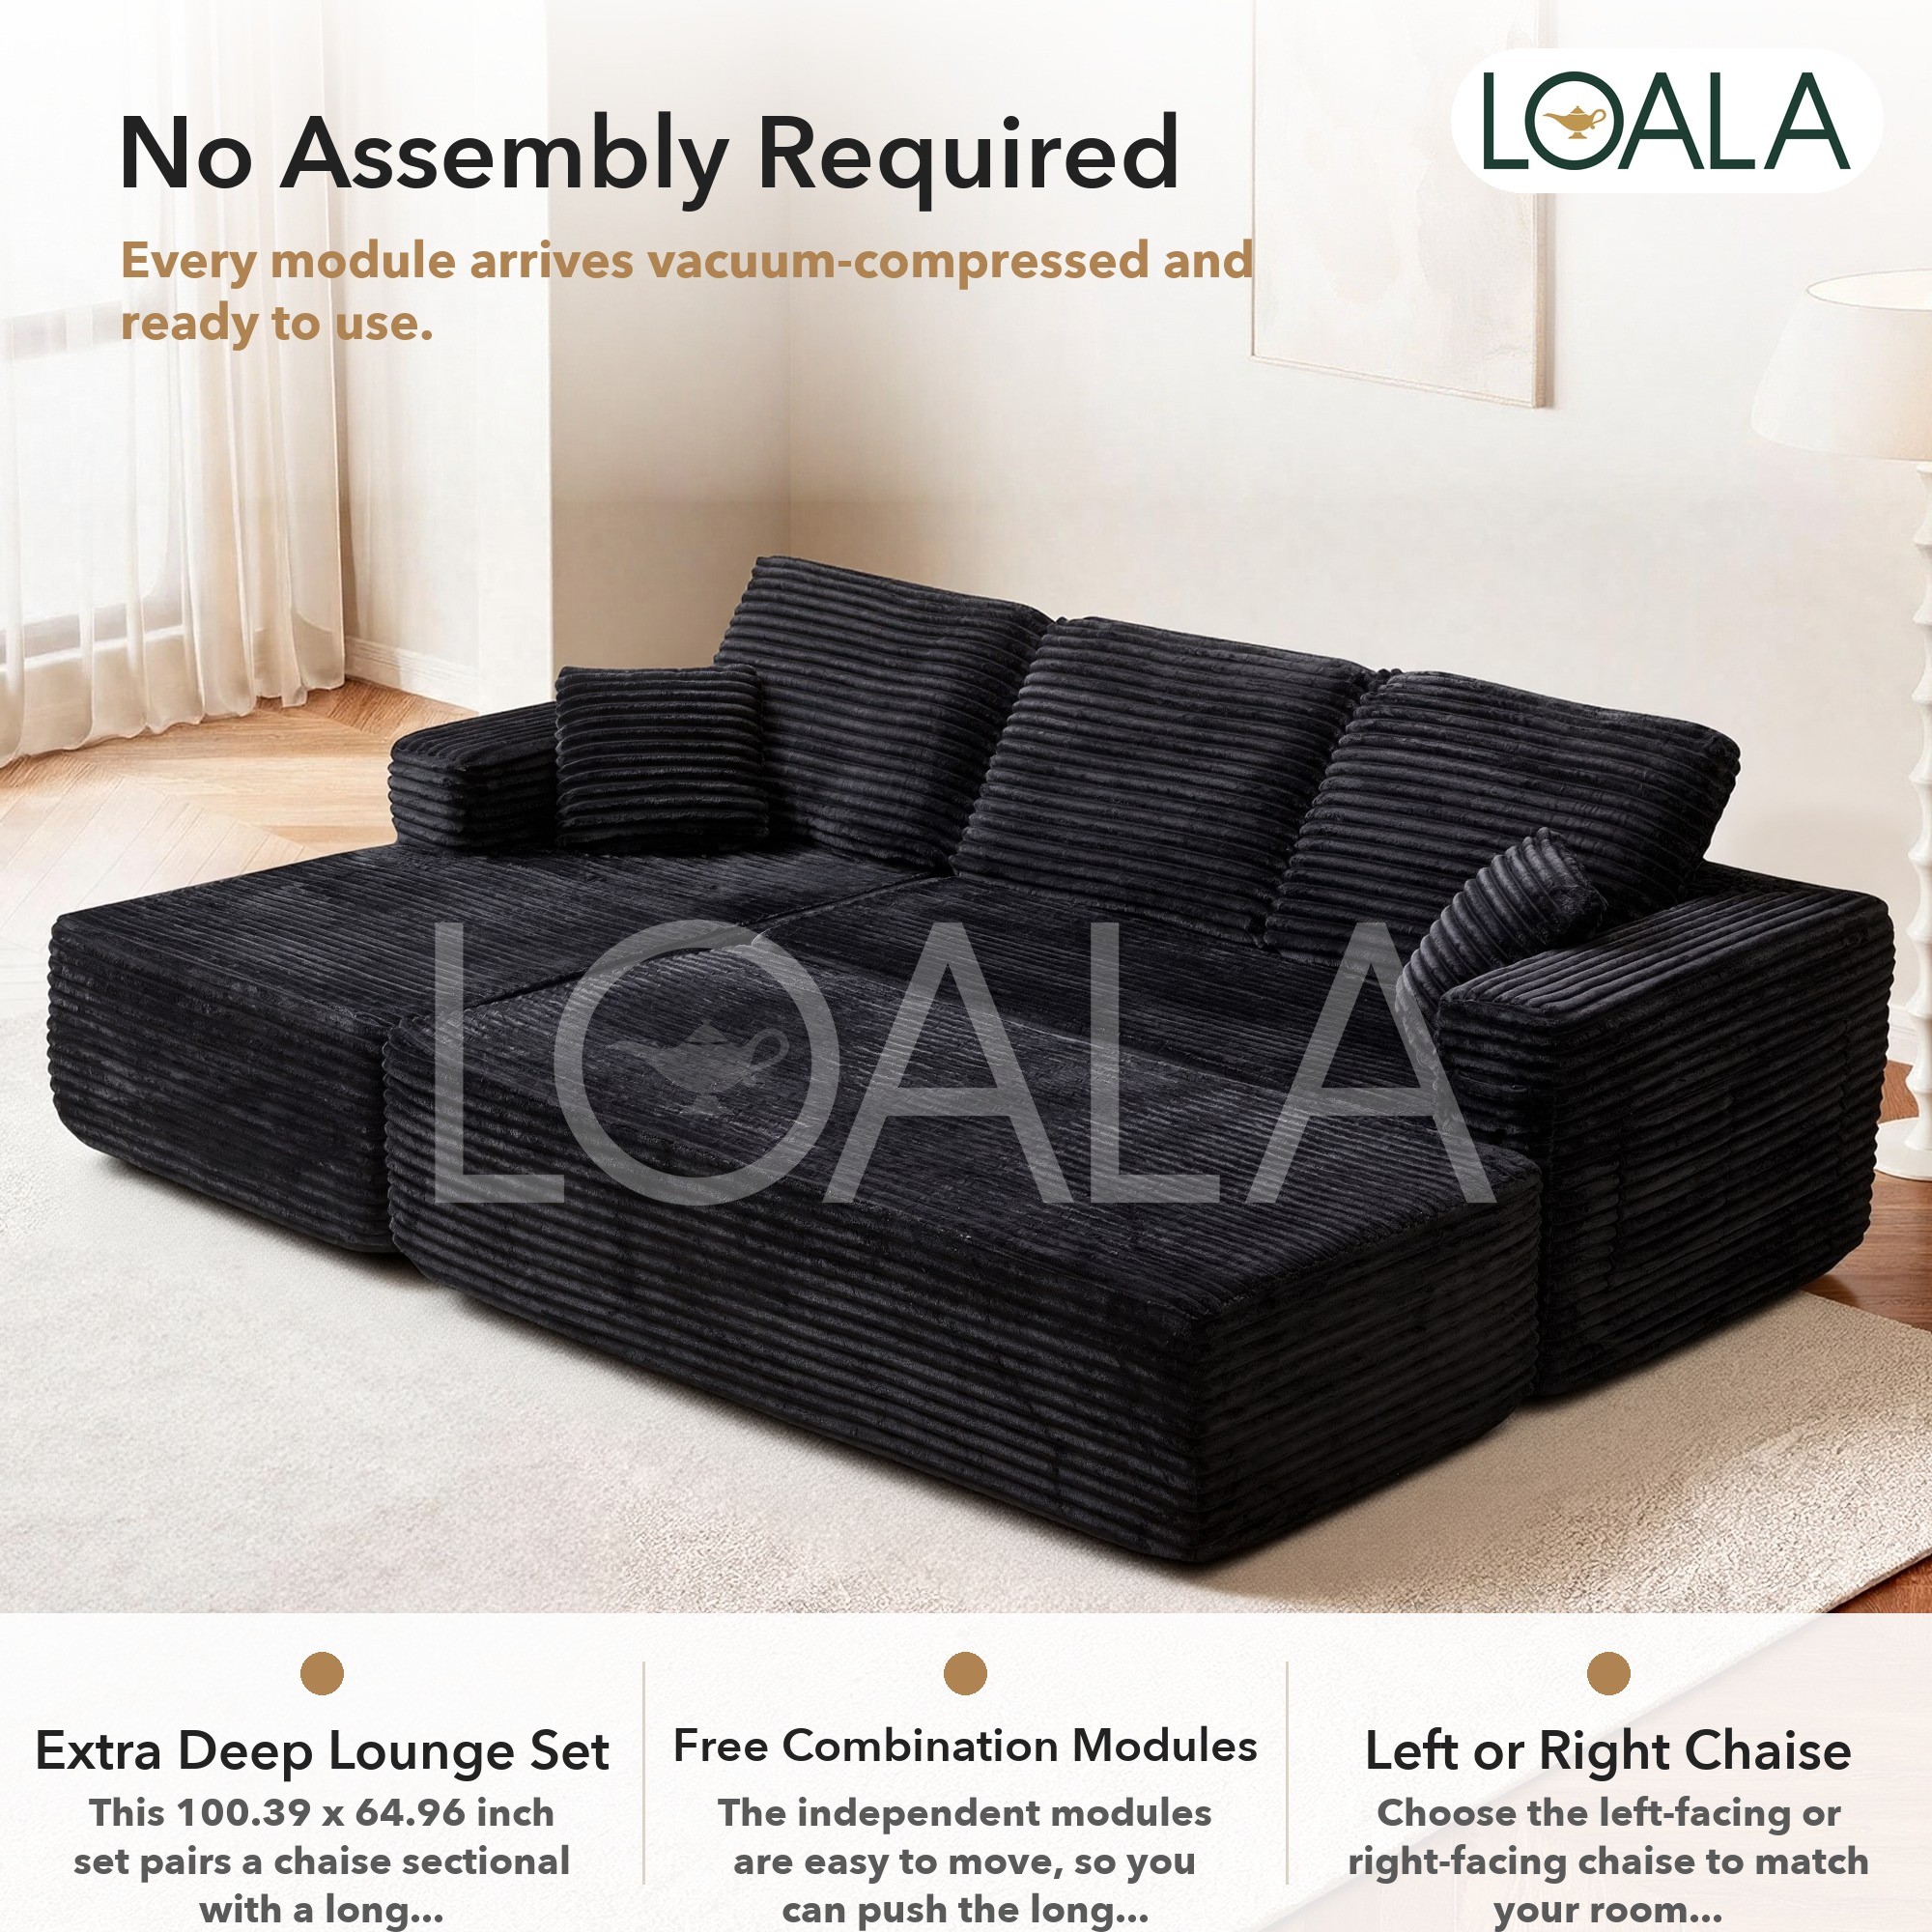 LOALA
No Assembly Required
Every module arrives vacuum-compressed and
ready to use.
LOALA
Extra Deep Lounge Set
This 100.39 x 64.96 inch
set pairs a chaise sectional
with a long...
Free Combination Modules
The independent modules
are easy to move, so you
can push the long...
Left or Right Chaise
Choose the left-facing or
right-facing chaise to match
your room...